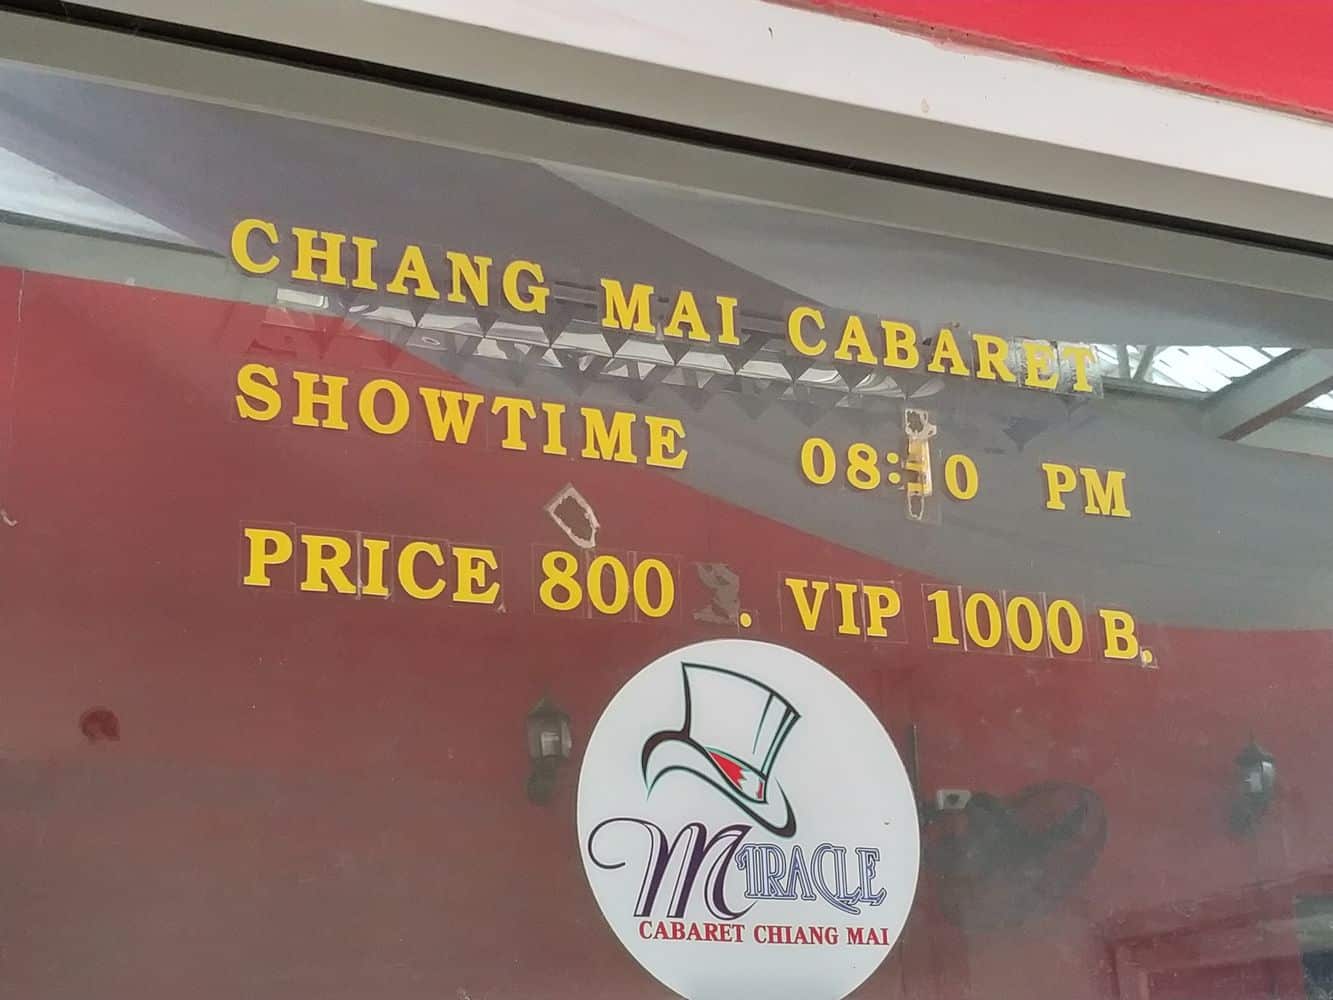 CHIANG MAI CABARET
SHOWTIME PM
PRICE 800 . VIP 1000 B.
MIRACLE
CABARET CHIANG MAI